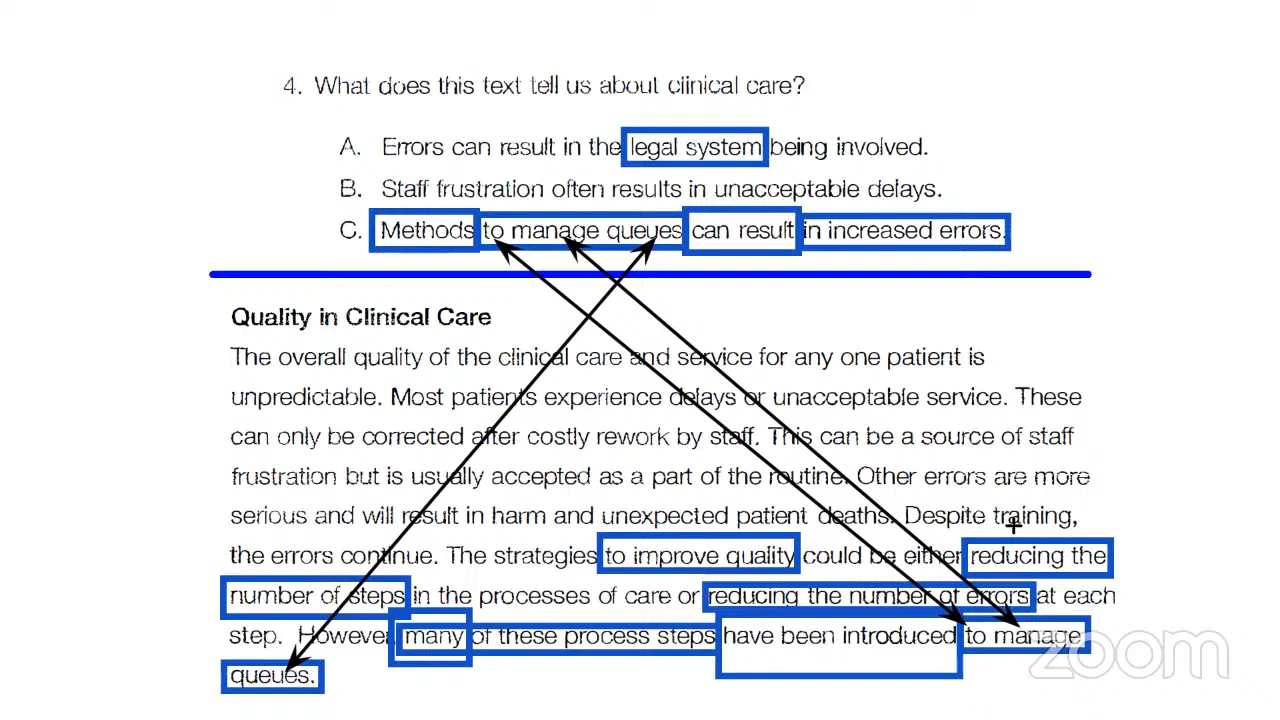 4. What does this text tell us about clinical care?
A. Errors can result in the legal system being involved.
B. Staff frustration often results in unacceptable delays.
C. Methods to manage queues can result in increased errors.
Quality in Clinical Care
The overall quality of the clinical care and service for any one patient is
unpredictable. Most patients experience delays or unacceptable service. These
can only be corrected after costly rework by staff. This can be a source of staff
frustration but is usually accepted as a part of the routine. Other errors are more
serious and will result in harm and unexpected patient deaths. Despite training,
the errors continue. The strategies to improve quality could be either reducing the
number of steps in the processes of care or reducing the number of errors at each
step. However, many of these process steps have been introduced to manage
queues.
zoom